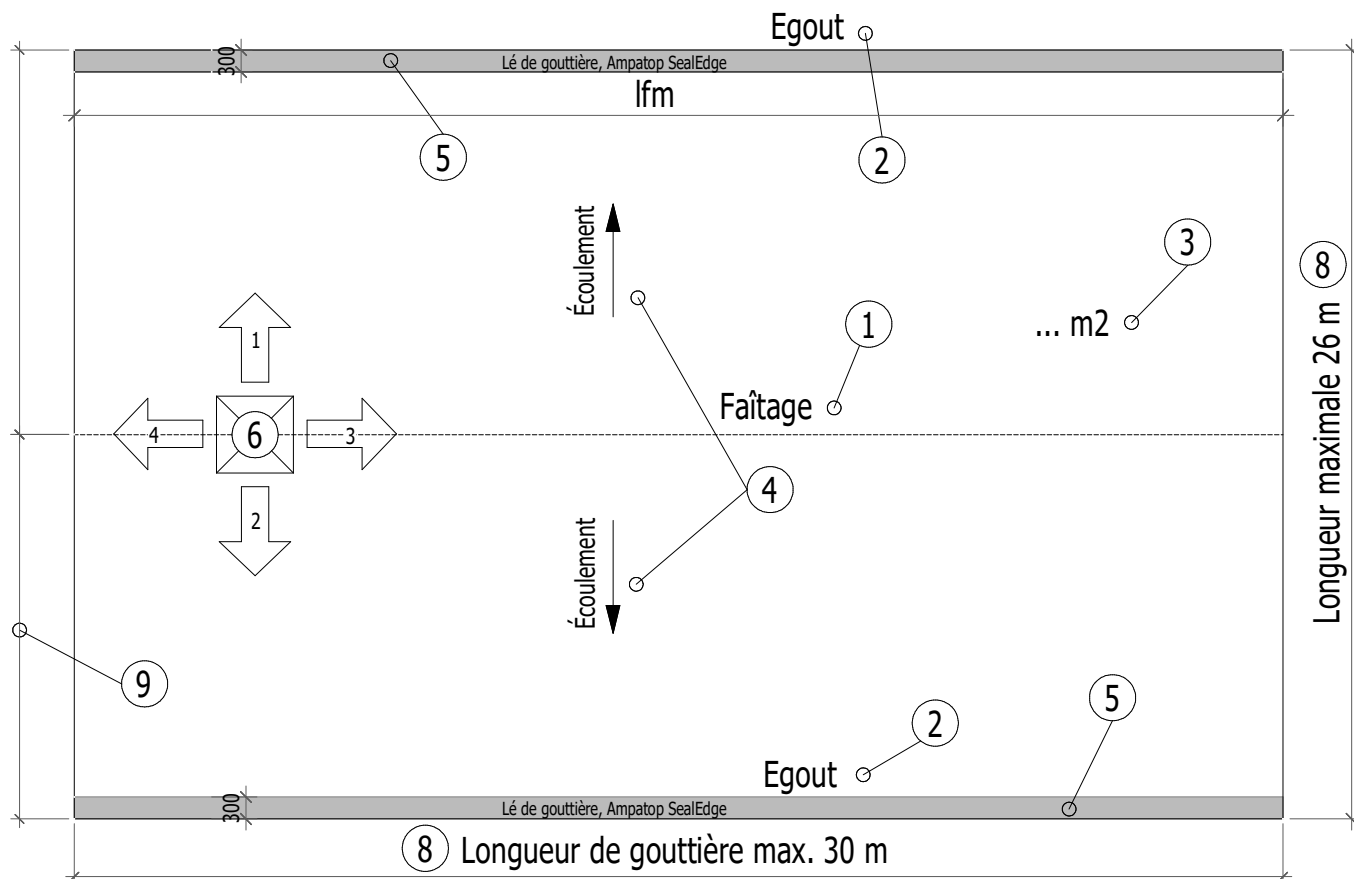 Egout
300
Lé de gouttière, Ampatop SealEdge
lfm
5
2
Écoulement
3
8
Longueur maximale 26 m
1
... m2
1
Faîtage
4
6
3
4
2
Écoulement
9
5
2
Egout
300
Lé de gouttière, Ampatop SealEdge
8 Longueur de gouttière max. 30 m